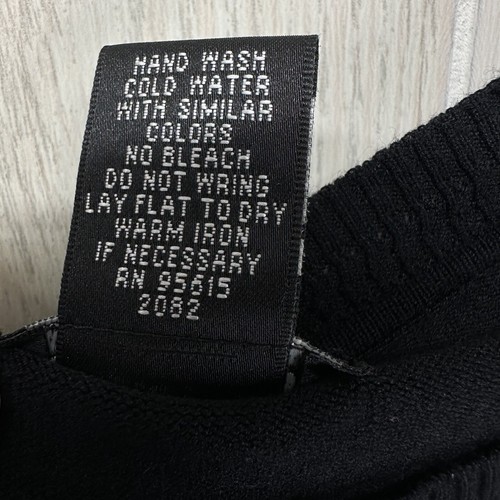 HAND WASH
COLD WATER
WITH SIMILAR
COLORS
NO BLEACH
DO NOT WRING
LAY FLAT TO DRY
WARM IRON
IF NECESSARY
RN 95615
2082